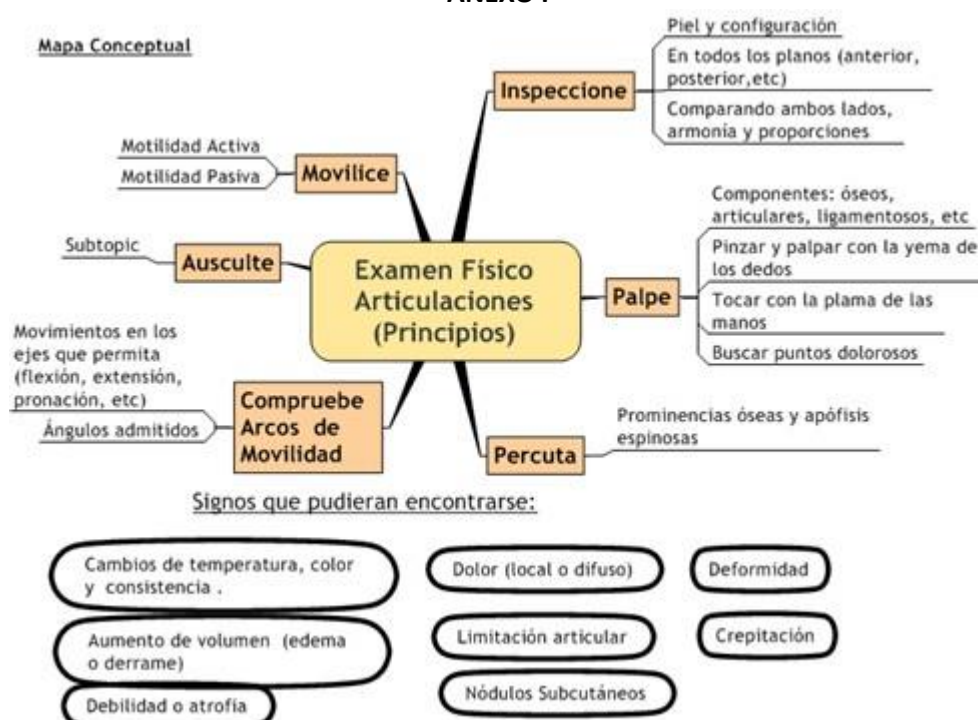 Mapa Conceptual
Inspeccione
Piel y configuración
En todos los planos (anterior,
posterior,etc)
Comparando ambos lados,
armonía y proporciones
Motilidad Activa
Motilidad Pasiva
Movilice
Subtopic
Ausculte
Examen Físico
Articulaciones
(Principios)
Palpe
Componentes: óseos,
articulares, ligamentosos, etc
Pinzar y palpar con la yema de
los dedos
Tocar con la plama de las
manos
Buscar puntos dolorosos
Movimientos en los
ejes que permita
(flexión, extensión,
pronación, etc)
Ángulos admitidos
Compruebe
Arcos de
Movilidad
Percuta
Prominencias óseas y apófisis
espinosas
Signos que pudieran encontrarse:
Cambios de temperatura, color
y consistencia .
Dolor (local o difuso)
Deformidad
Aumento de volumen (edema
o derrame)
Limitación articular
Crepitación
Debilidad o atrofia
Nódulos Subcutáneos